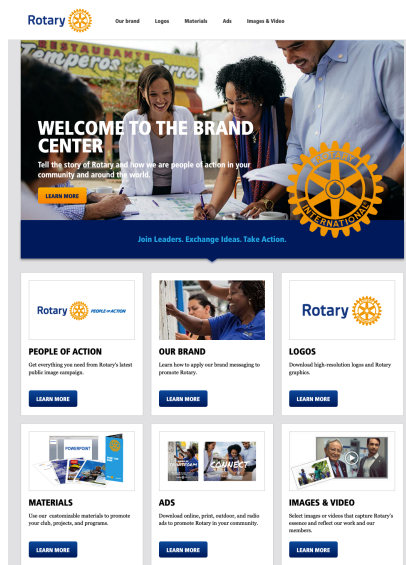 Rotary
Our brand
Logos
Materials
Ads
Images & Video
RESTAURANTE
Temperos da Terra
WELCOME TO THE BRAND
CENTER
Tell the story of Rotary and how we are people of action in your
community and around the world.
LEARN MORE
ROTARY
INTERNATIONAL
Join Leaders. Exchange Ideas. Take Action.
Rotary
PEOPLE OF ACTION
Rotary
PEOPLE OF ACTION
OUR BRAND
LOGOS
Get everything you need from Rotary's latest
public image campaign.
Learn how to apply our brand messaging to
promote Rotary.
Download high-resolution logos and Rotary
graphics.
LEARN MORE
LEARN MORE
LEARN MORE
POWERPOINT
CONNECT
MATERIALS
ADS
IMAGES & VIDEO
Use our customizable materials to promote
your club, projects, and programs.
Download online, print, outdoor, and radio
ads to promote Rotary in your community.
Select images or videos that capture Rotary's
essence and reflect our work and our
members.
LEARN MORE
LEARN MORE
LEARN MORE